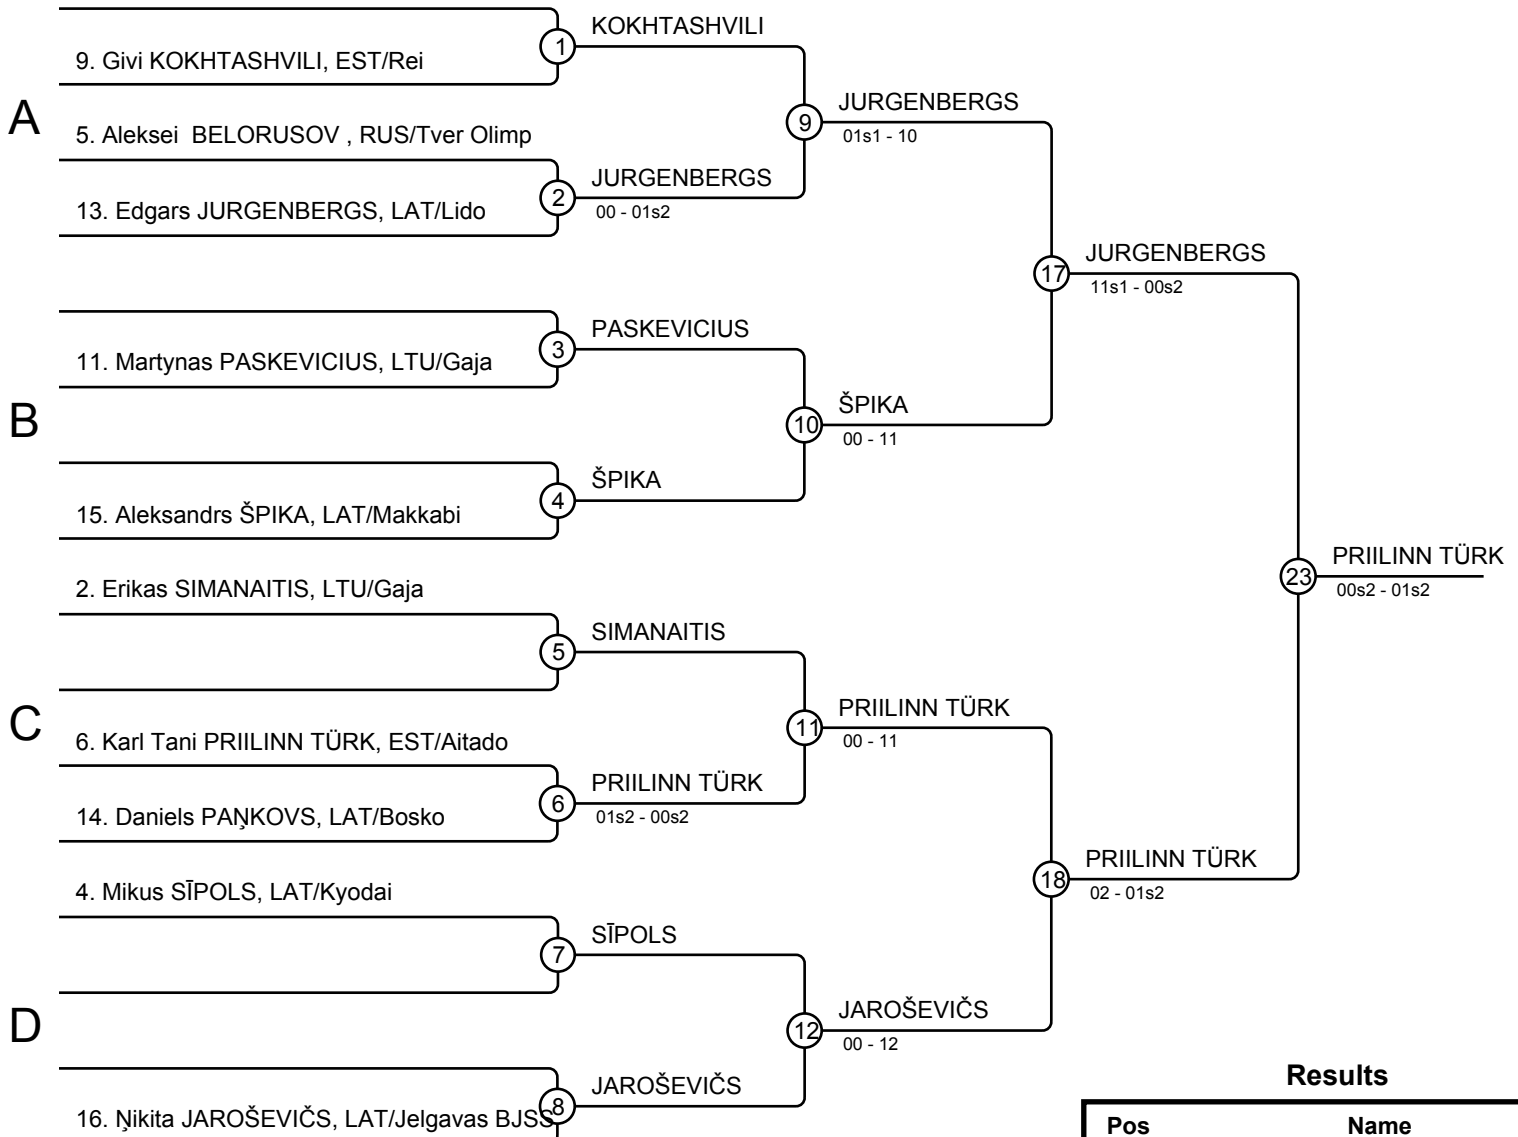 KOKHTASHVILI
1
9. Givi KOKHTASHVILI, EST/Rei
A
JURGENBERGS
9
01s1 - 10
5. Aleksei  BELORUSOV , RUS/Tver Olimp
JURGENBERGS
2
13. Edgars JURGENBERGS, LAT/Lido
00 - 01s2
JURGENBERGS
17
11s1 - 00s2
PASKEVICIUS
3
11. Martynas PASKEVICIUS, LTU/Gaja
B
ŠPIKA
10
00 - 11
ŠPIKA
4
15. Aleksandrs ŠPIKA, LAT/Makkabi
PRIILINN TÜRK
23
00s2 - 01s2
2. Erikas SIMANAITIS, LTU/Gaja
SIMANAITIS
5
C
PRIILINN TÜRK
11
00 - 11
6. Karl Tani PRIILINN TÜRK, EST/Aitado
PRIILINN TÜRK
6
14. Daniels PAŅKOVS, LAT/Bosko
01s2 - 00s2
PRIILINN TÜRK
18
02 - 01s2
4. Mikus SĪPOLS, LAT/Kyodai
SĪPOLS
7
D
JAROŠEVIČS
12
00 - 12
JAROŠEVIČS
8
16. Ņikita JAROŠEVIČS, LAT/Jelgavas BJSS
Results
Pos Name